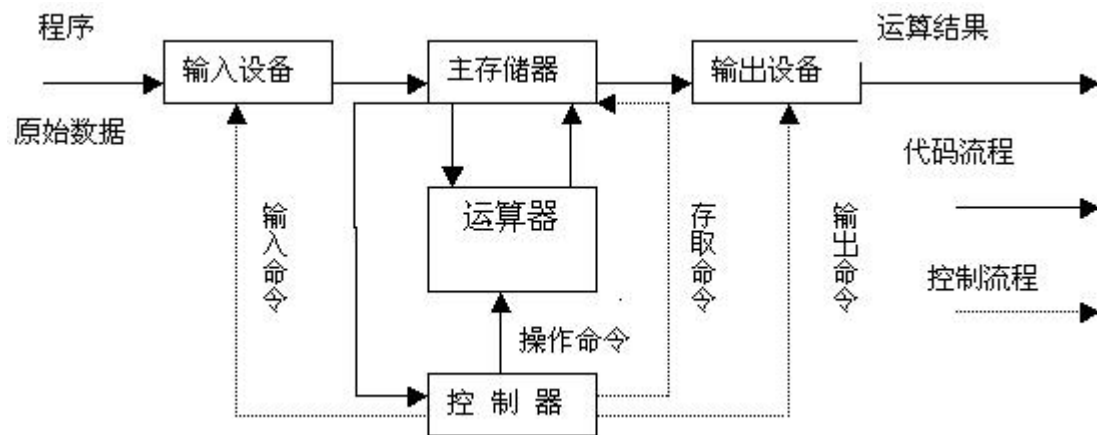 程序
运算结果
输入设备
主存储器
输出设备
原始数据
代码流程
运算器
输入命令
存取命令
输出命令
控制流程
操作命令
控 制 器